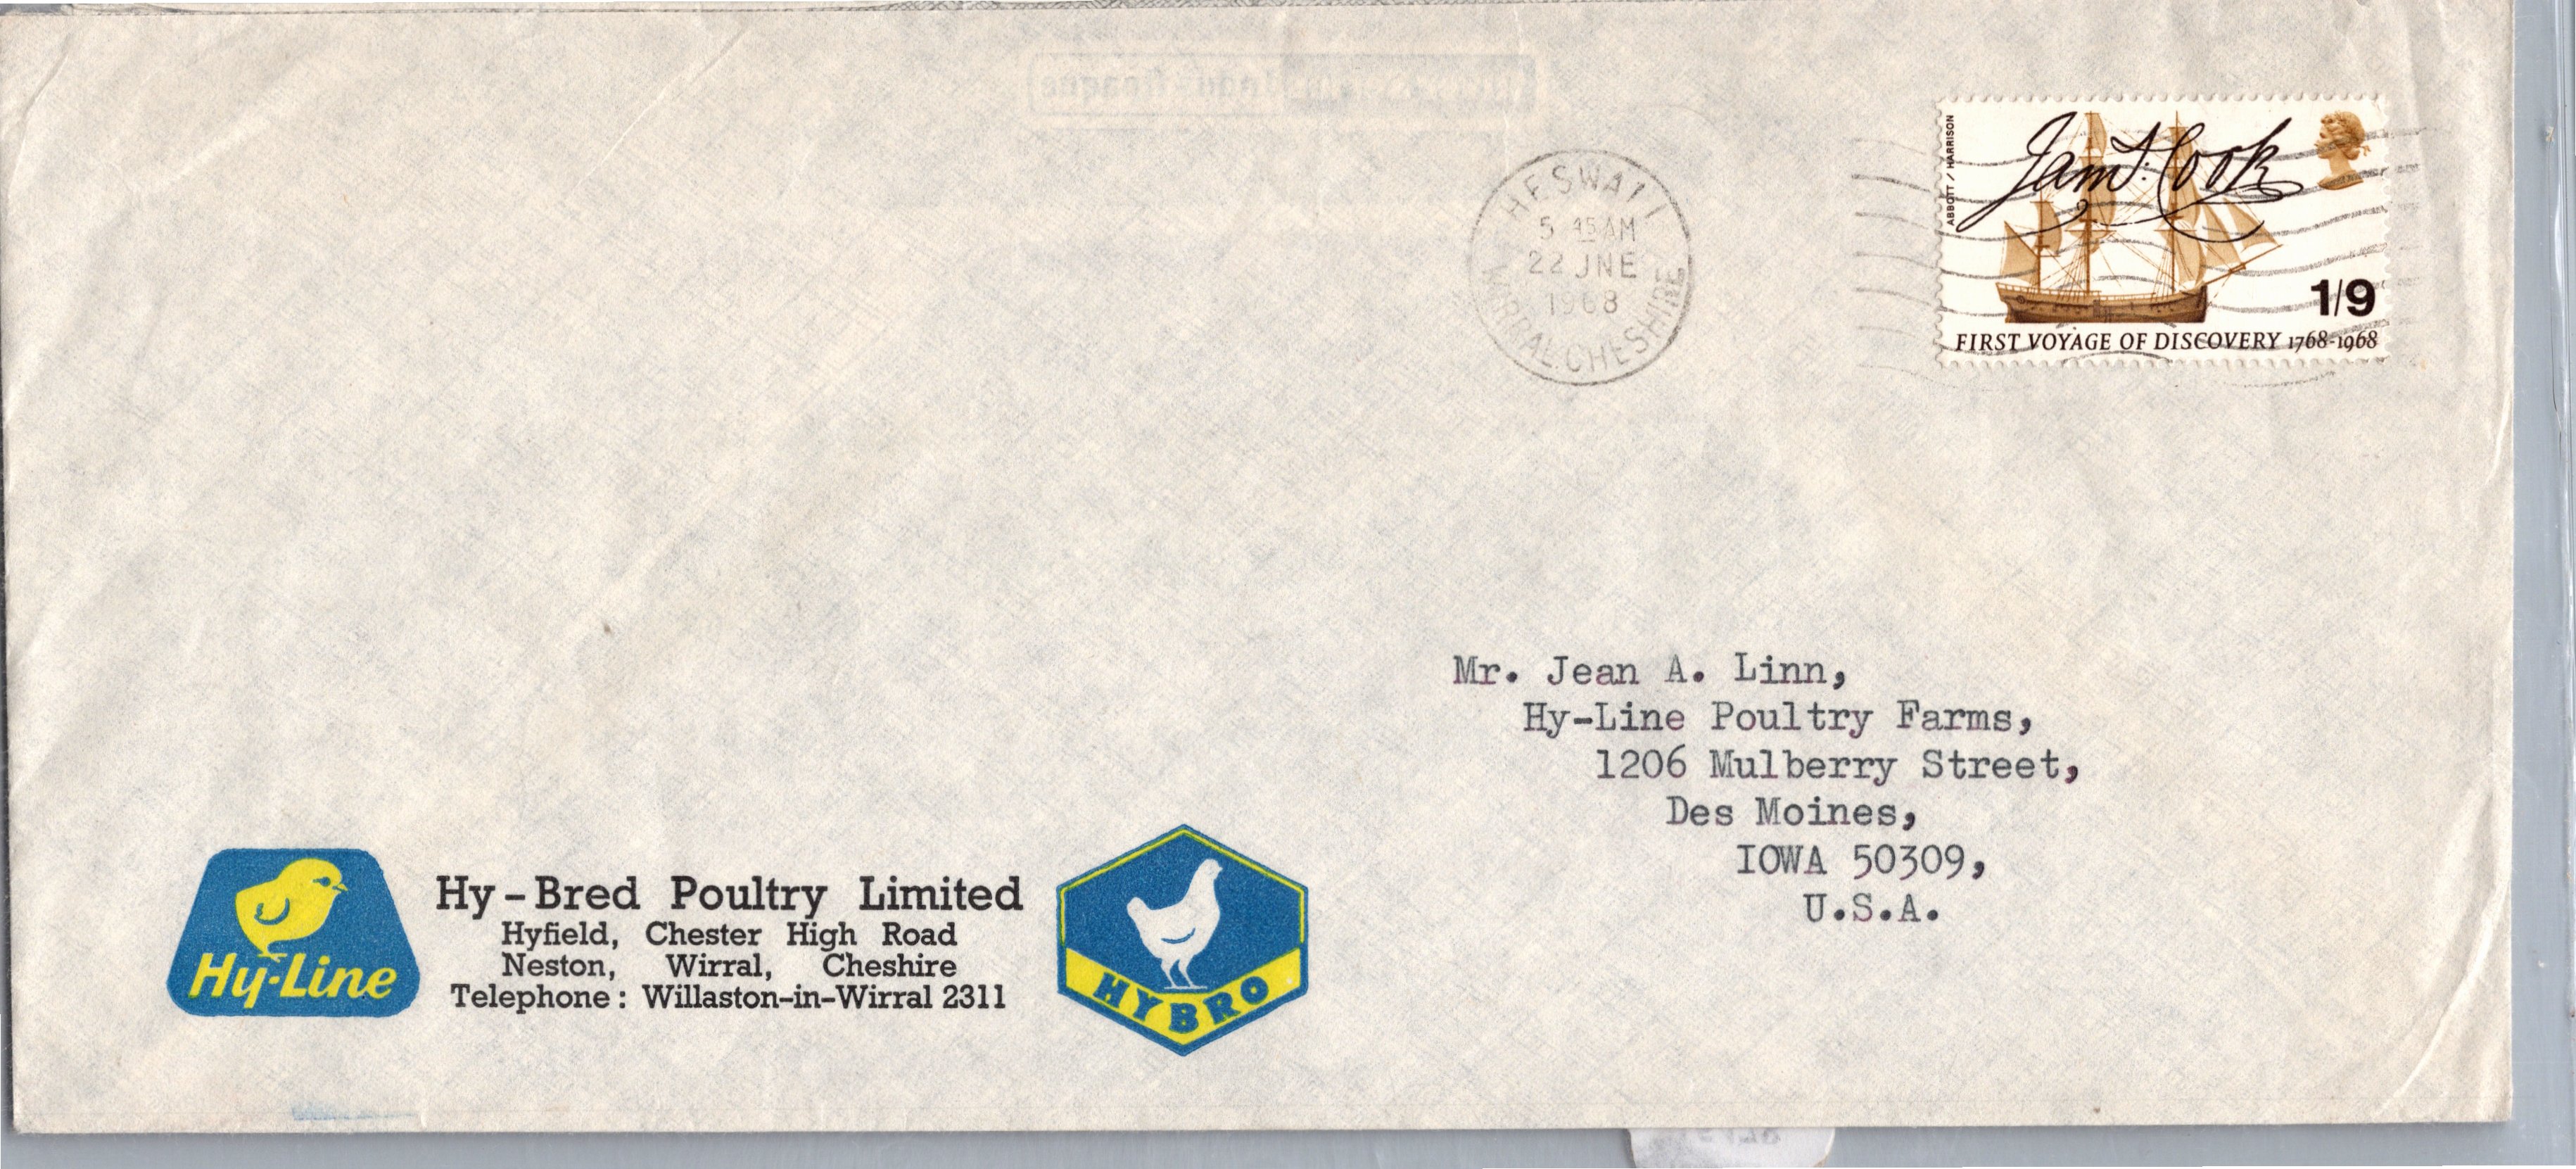 HESWALL
5 45 AM
22 JNE
1968
WIRRAL. CHESHIRE
ABBOTT / HARRISON
Jam.s Cook
1/9
FIRST VOYAGE OF DISCOVERY 1768-1968
Mr. Jean A. Linn,
Hy-Line Poultry Farms,
1206 Mulberry Street,
Des Moines,
IOWA 50309,
U.S.A.
Hy-Line
Hy-Bred Poultry Limited
Hyfield, Chester High Road
Neston, Wirral, Cheshire
Telephone: Willaston-in-Wirral 2311
HYBRO